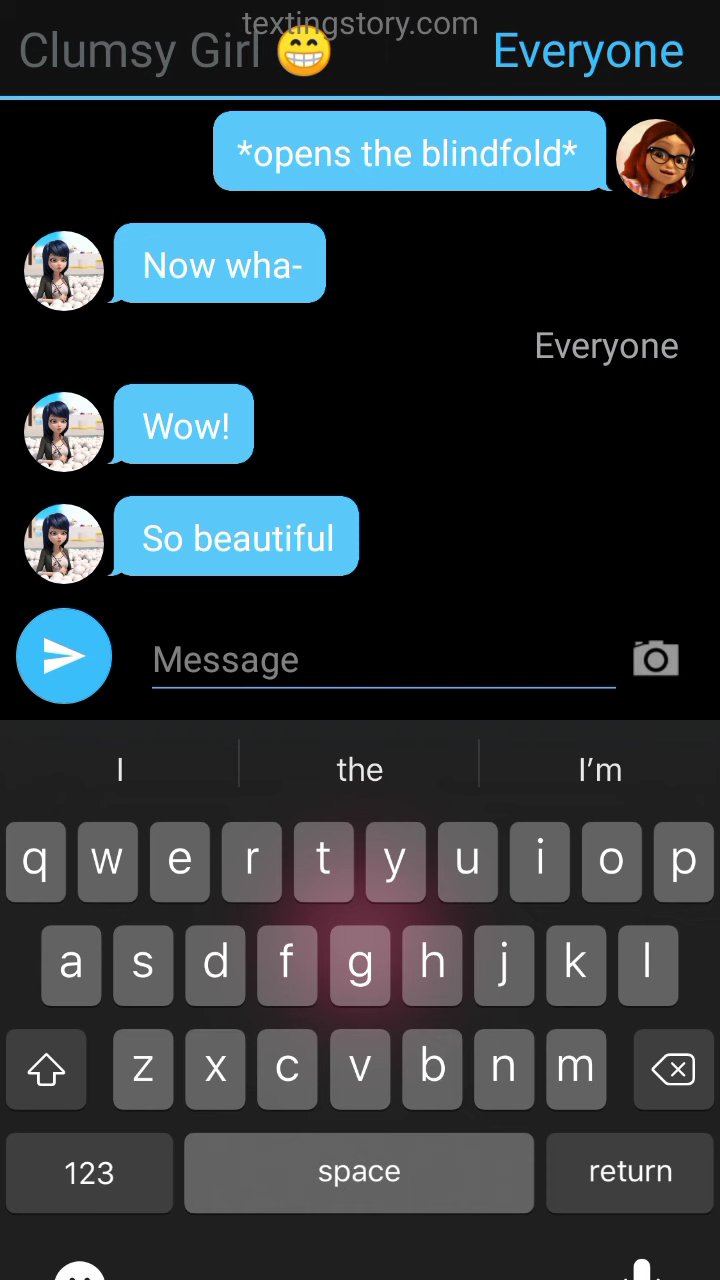 textingstory.com
Clumsy Girl 😁 Everyone
*opens the blindfold*
Now wha-
Everyone
Wow!
So beautiful
Message
I the I’m
q w e r t y u i o p
a s d f g h j k l
z x c v b n m
123 space return